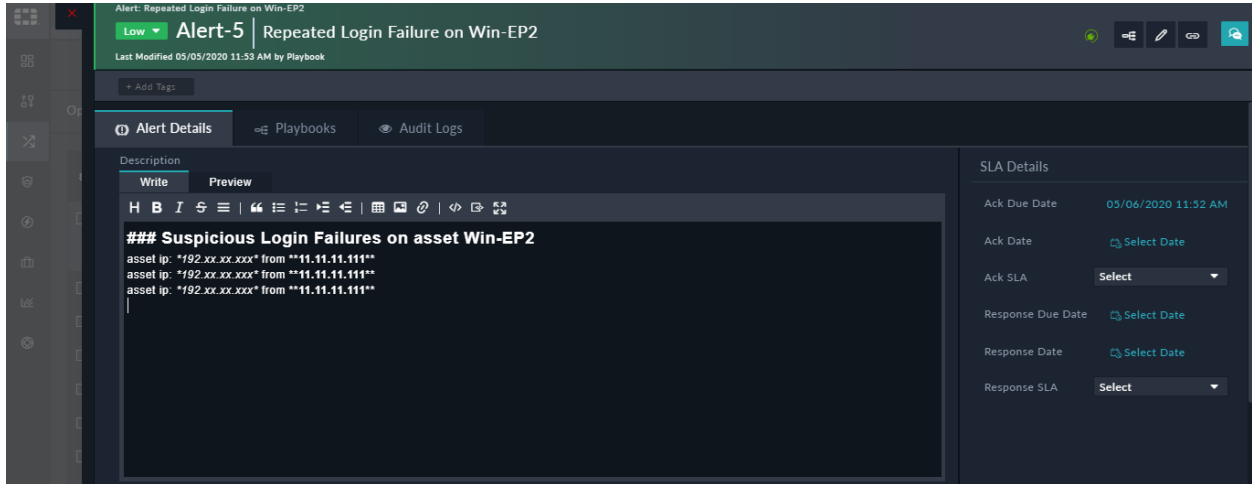 Alert: Repeated Login Failure on Win-EP2
Low Alert-5 Repeated Login Failure on Win-EP2
Last Modified 05/05/2020 11:53 AM by Playbook
+ Add Tags
Alert Details Playbooks Audit Logs
Description
Write Preview
H B I S
### Suspicious Login Failures on asset Win-EP2
asset ip: *192.xx.xx.xxx* from **11.11.11.111**
asset ip: *192.xx.xx.xxx* from **11.11.11.111**
asset ip: *192.xx.xx.xxx* from **11.11.11.111**
SLA Details
Ack Due Date 05/06/2020 11:52 AM
Ack Date Select Date
Ack SLA Select
Response Due Date Select Date
Response Date Select Date
Response SLA Select